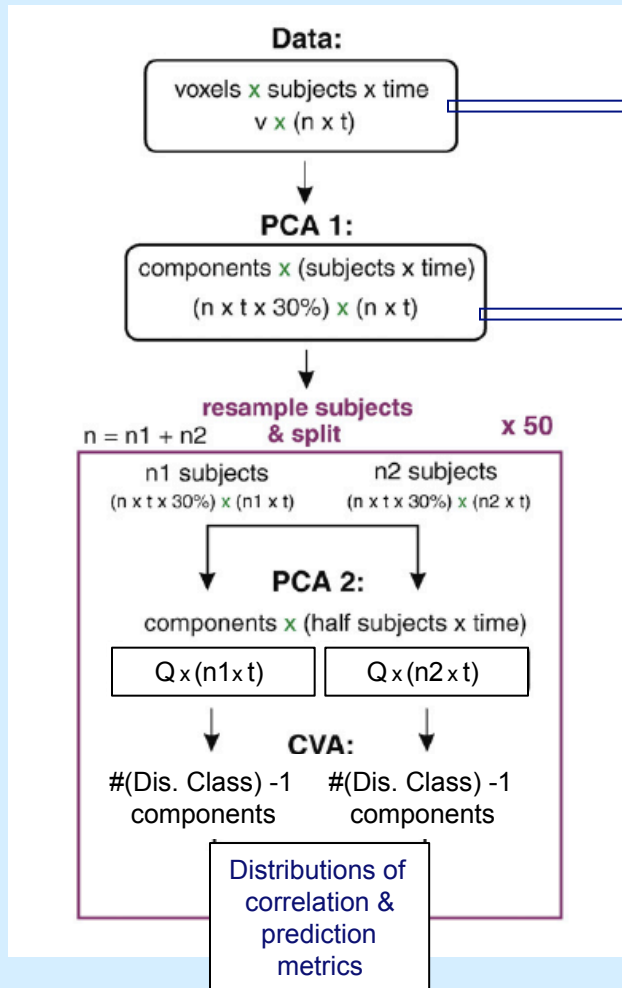 Data:
voxels x subjects x time
v x (n x t)
PCA 1:
components x (subjects x time)
(n x t x 30%) x (n x t)
resample subjects
& split
x 50
n = n1 + n2
n1 subjects
(n x t x 30%) x (n1 x t)
n2 subjects
(n x t x 30%) x (n2 x t)
PCA 2:
components x (half subjects x time)
Q x (n1 x t)
Q x (n2 x t)
CVA:
#(Dis. Class) -1
components
#(Dis. Class) -1
components
Distributions of
correlation &
prediction
metrics